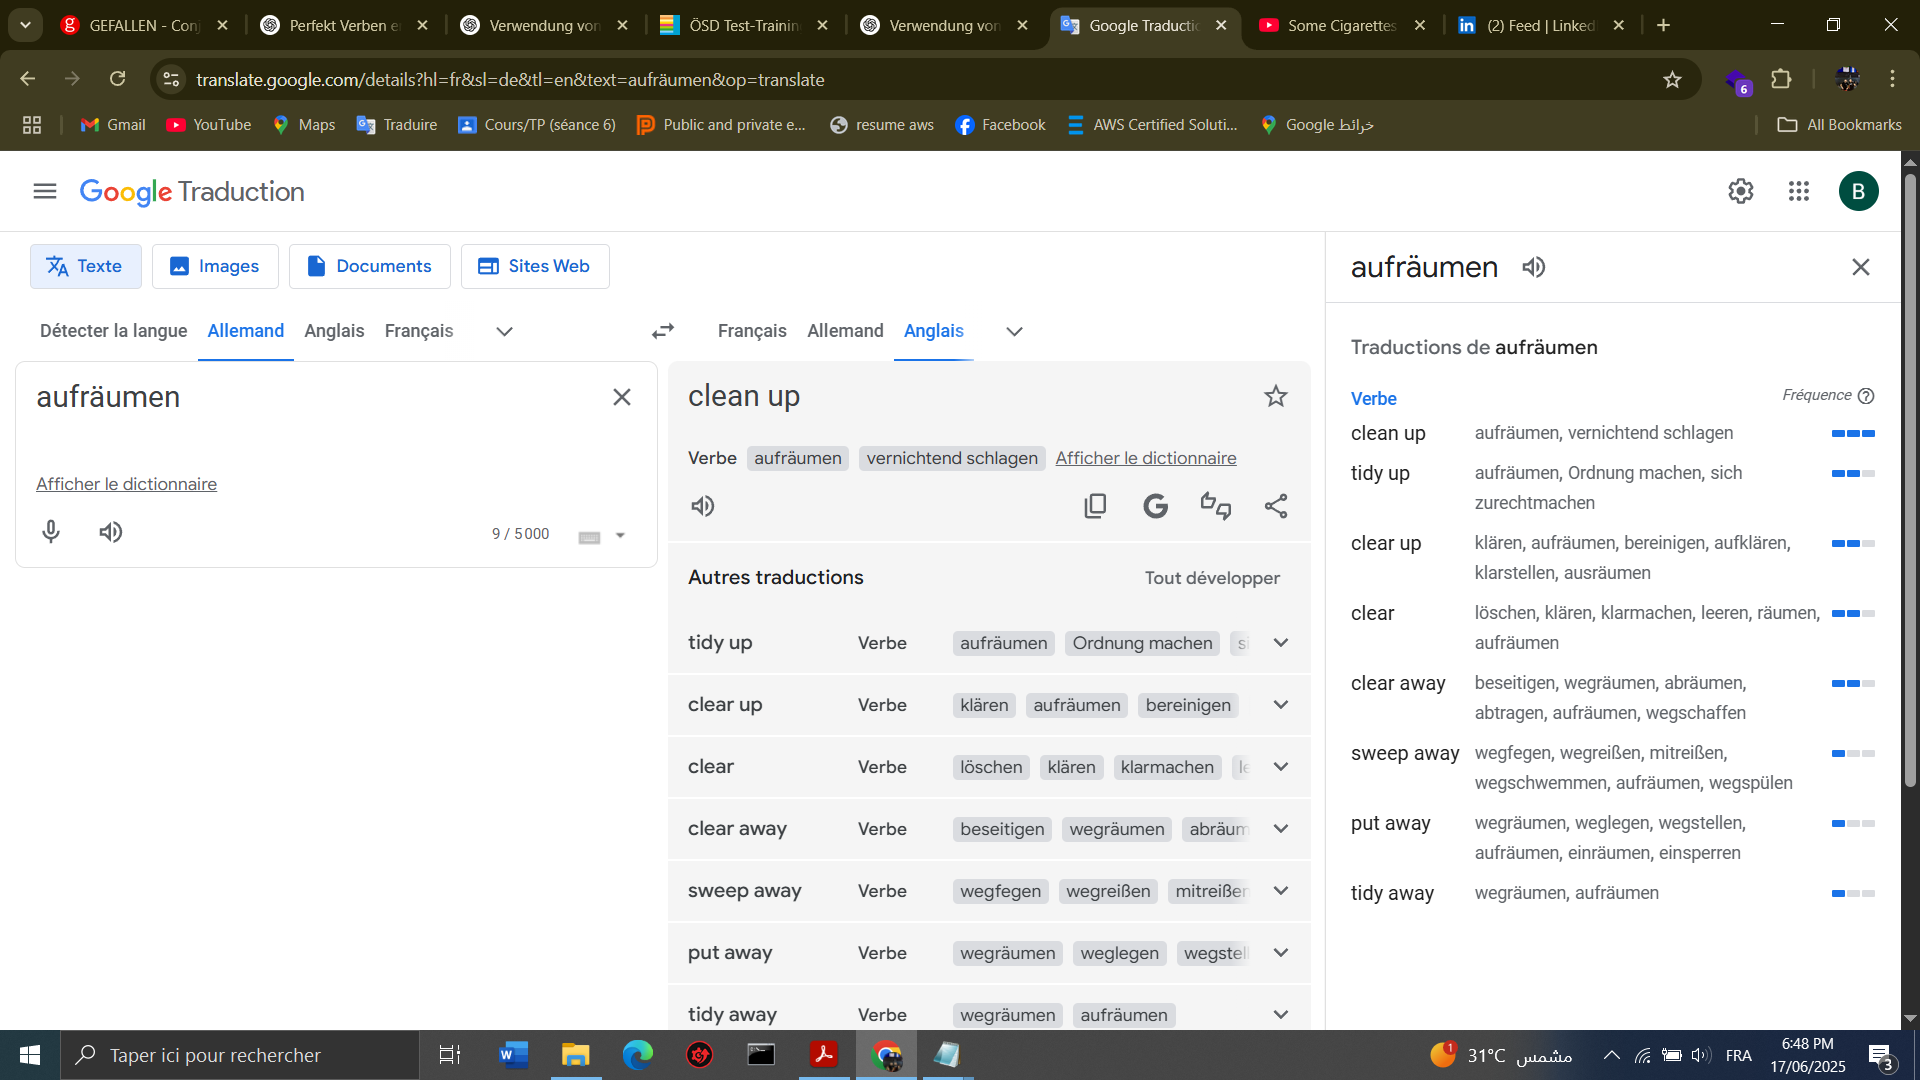 GEFALLEN - Con
Perfekt Verben e
Verwendung von
ÖSD Test-Trainin
Verwendung von
Google Traductio
Some Cigarettes
(2) Feed | Linked
translate.google.com/details?hl=fr&sl=de&tl=en&text=aufräumen&op=translate
6
Gmail
YouTube
Maps
Traduire
Cours/TP (séance 6)
Public and private e...
resume aws
Facebook
AWS Certified Soluti...
خرائط Google
All Bookmarks
Google Traduction
B
Texte
Images
Documents
Sites Web
Détecter la langue
Allemand
Anglais
Français
Français
Allemand
Anglais
aufräumen
Afficher le dictionnaire
9 / 5 000
clean up
Verbe aufräumen vernichtend schlagen Afficher le dictionnaire
Autres traductions Tout développer
tidy up Verbe aufräumen Ordnung machen si
clear up Verbe klären aufräumen bereinigen
clear Verbe löschen klären klarmachen le
clear away Verbe beseitigen wegräumen abräum
sweep away Verbe wegfegen wegreißen mitreißen
put away Verbe wegräumen weglegen wegstell
tidy away Verbe wegräumen aufräumen
aufräumen
Traductions de aufräumen
Verbe Fréquence
clean up aufräumen, vernichtend schlagen
tidy up aufräumen, Ordnung machen, sich
zurechtmachen
clear up klären, aufräumen, bereinigen, aufklären,
klarstellen, ausräumen
clear löschen, klären, klarmachen, leeren, räumen,
aufräumen
clear away beseitigen, wegräumen, abräumen,
abtragen, aufräumen, wegschaffen
sweep away wegfegen, wegreißen, mitreißen,
wegschwemmen, aufräumen, wegspülen
put away wegräumen, weglegen, wegstellen,
aufräumen, einräumen, einsperren
tidy away wegräumen, aufräumen
Taper ici pour rechercher
1
31°C مشمس
FRA
6:48 PM
17/06/2025
3